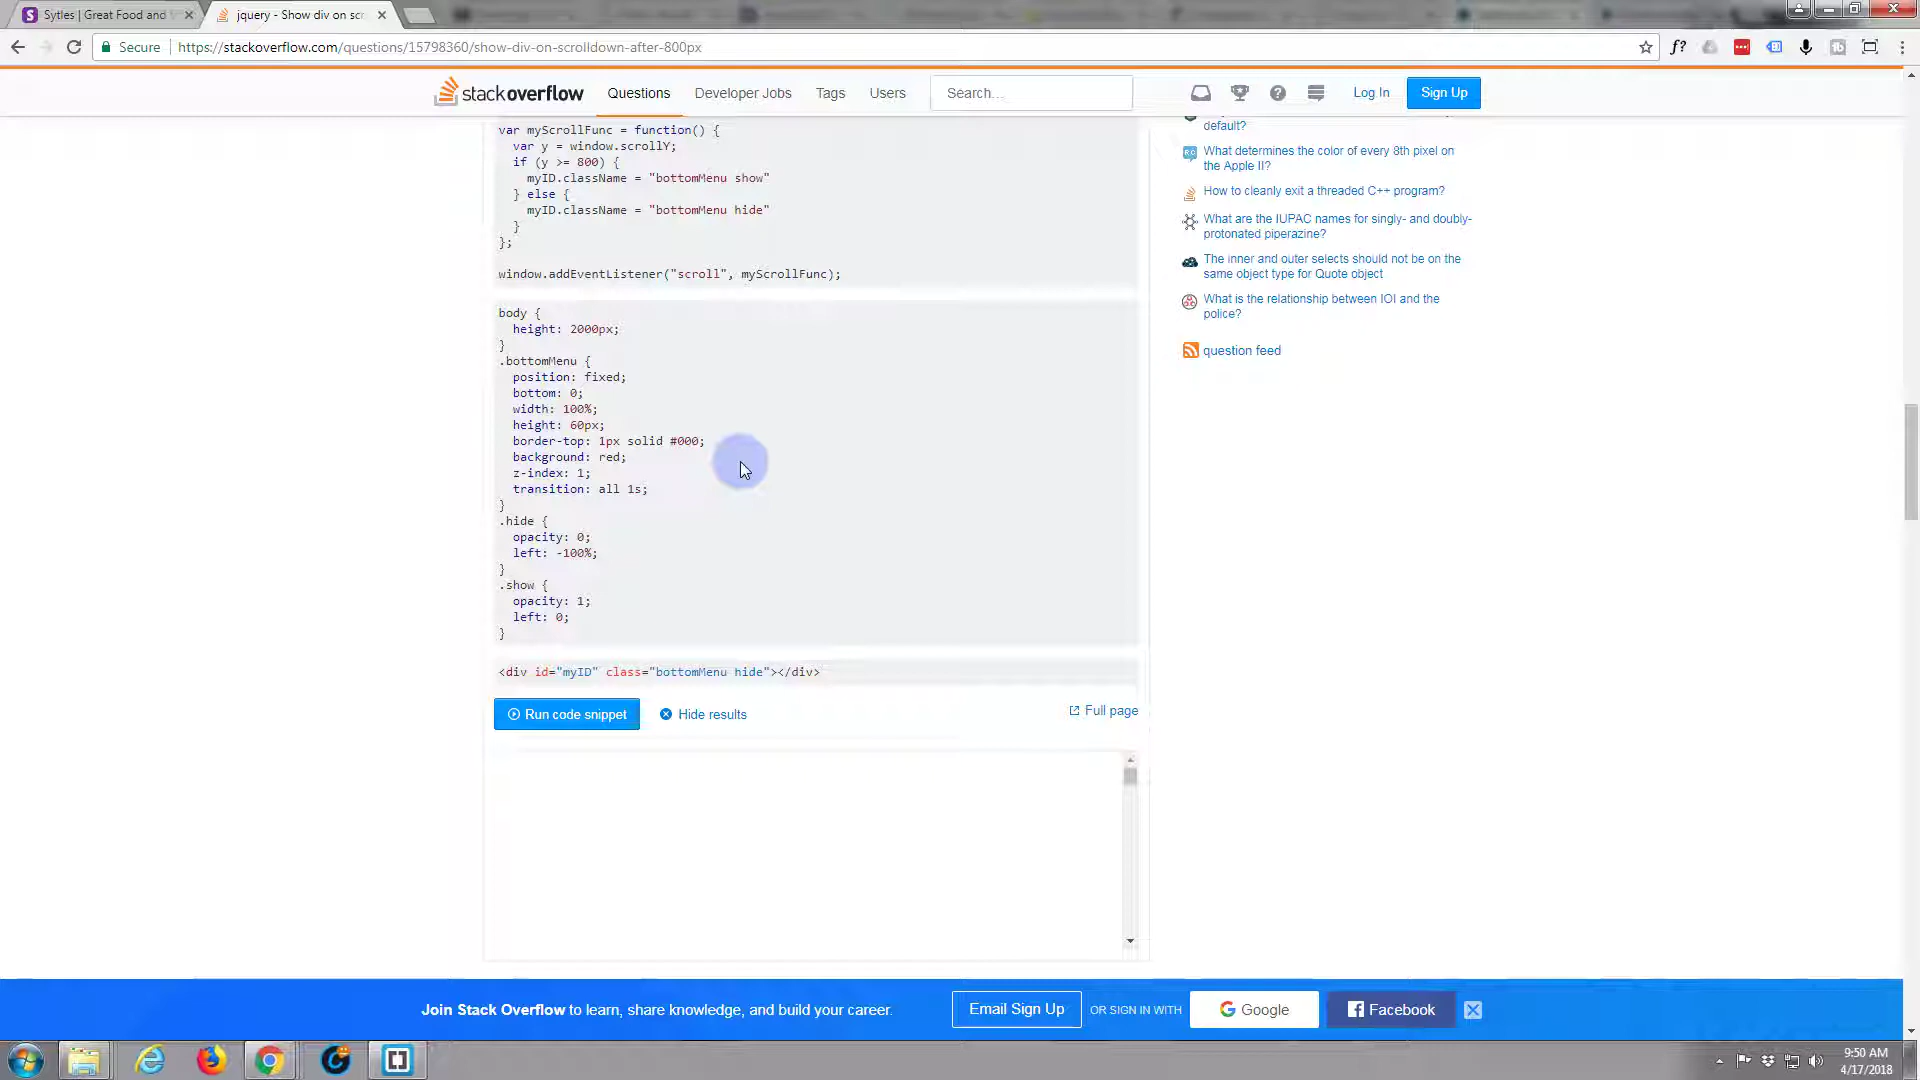 Sytles | Great Food and
jquery - Show div on scr
Secure
https://stackoverflow.com/questions/15798360/show-div-on-scrolldown-after-800px
f?
stackoverflow
Questions
Developer Jobs
Tags
Users
Search...
Log In
Sign Up
var myScrollFunc = function() {
var y = window.scrollY;
if (y >= 800) {
myID.className = "bottomMenu show"
} else {
myID.className = "bottomMenu hide"
}
};
window.addEventListener("scroll", myScrollFunc);
body {
height: 2000px;
}
.bottomMenu {
position: fixed;
bottom: 0;
width: 100%;
height: 60px;
border-top: 1px solid #000;
background: red;
z-index: 1;
transition: all 1s;
}
.hide {
opacity: 0;
left: -100%;
}
.show {
opacity: 1;
left: 0;
}
<div id="myID" class="bottomMenu hide"></div>
Run code snippet
Hide results
Full page
default?
What determines the color of every 8th pixel on
the Apple II?
How to cleanly exit a threaded C++ program?
What are the IUPAC names for singly- and doubly-
protonated piperazine?
The inner and outer selects should not be on the
same object type for Quote object
What is the relationship between IOI and the
police?
question feed
Join Stack Overflow to learn, share knowledge, and build your career.
Email Sign Up
OR SIGN IN WITH
Google
Facebook
9:50 AM
4/17/2018